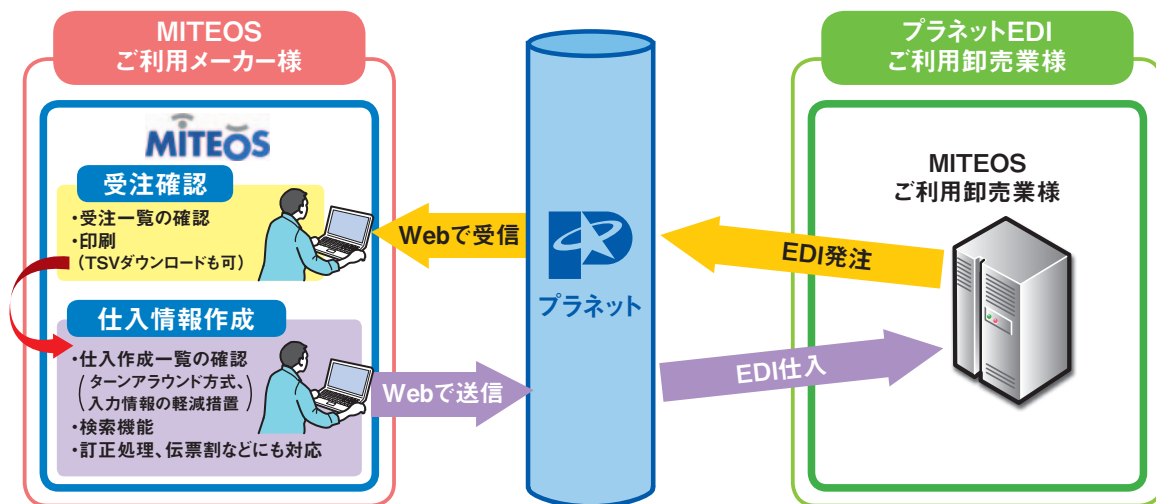 MITEOS
ご利用メーカー様
MITEOS
受注確認
・受注一覧の確認
・印刷
（TSVダウンロードも可）
仕入情報作成
・仕入作成一覧の確認
（ターンアラウンド方式、
入力情報の軽減措置）
・検索機能
・訂正処理、伝票割などにも対応
Webで受信
Webで送信
プラネット
EDI発注
EDI仕入
プラネットEDI
ご利用卸売業様
MITEOS
ご利用卸売業様